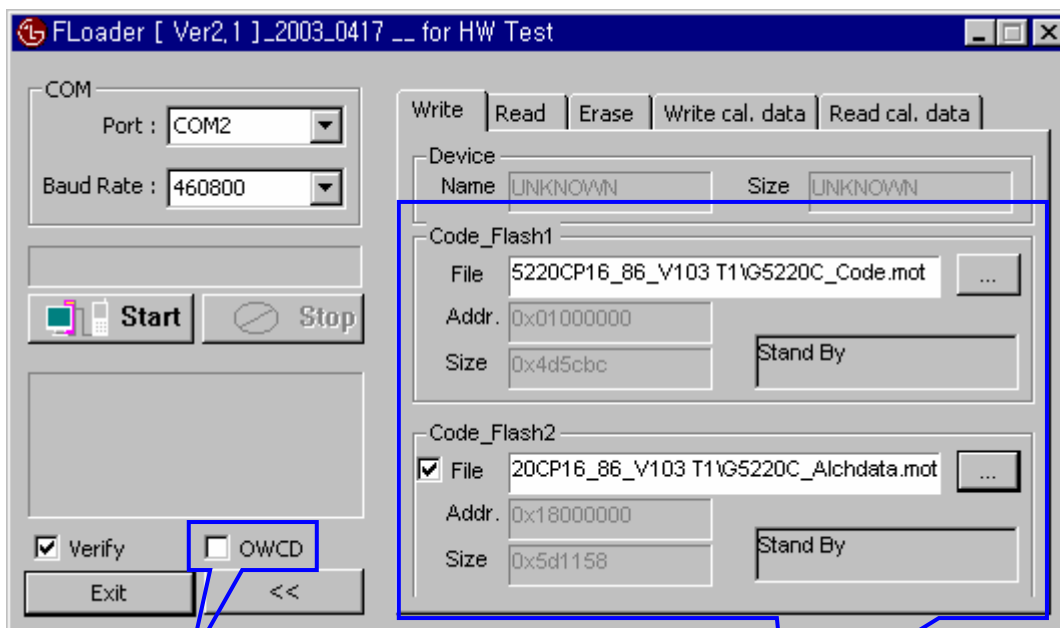 FLoader [ Ver2,1 ]_2003_0417 __ for HW Test
COM
Port : COM2
Baud Rate : 460800
Start
Stop
Verify
OWCD
Exit
<<
Write
Read
Erase
Write cal. data
Read cal. data
Device
Name UNKNOWN
Size UNKNOWN
Code_Flash1
File 5220CP16_86_V103 T1\G5220C_Code.mot ...
Addr. 0x01000000
Size 0x4d5cbc
Stand By
Code_Flash2
File 20CP16_86_V103 T1\G5220C_Alchdata.mot ...
Addr. 0x18000000
Size 0x5d1158
Stand By